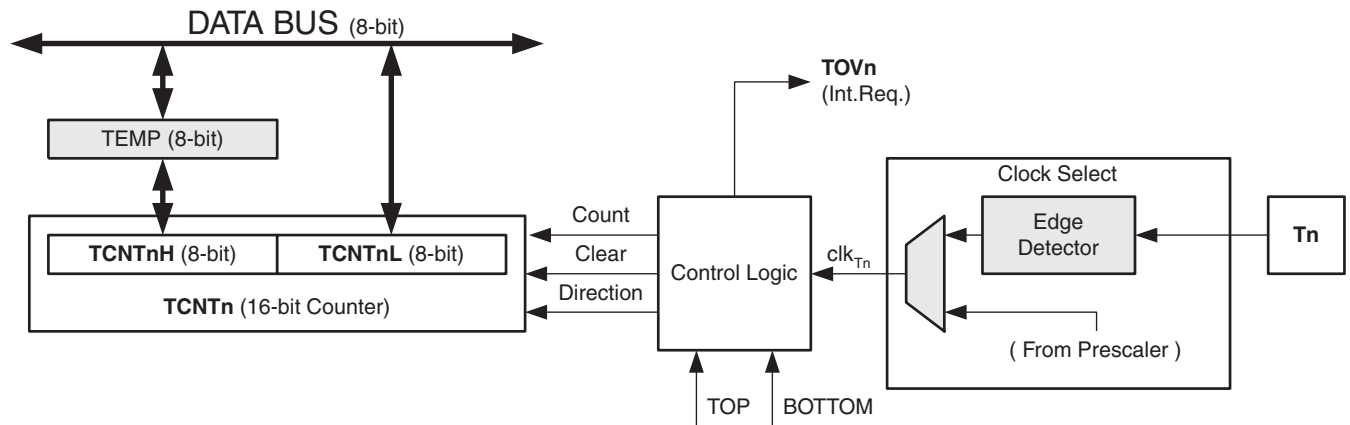 DATA BUS (8-bit)
TOVn
(Int.Req.)
TEMP (8-bit)
Clock Select
Count
Edge
Detector
Tn
TCNTnH (8-bit)
TCNTnL (8-bit)
Clear
Control Logic
clkTn
Direction
TCNTn (16-bit Counter)
( From Prescaler )
TOP
BOTTOM